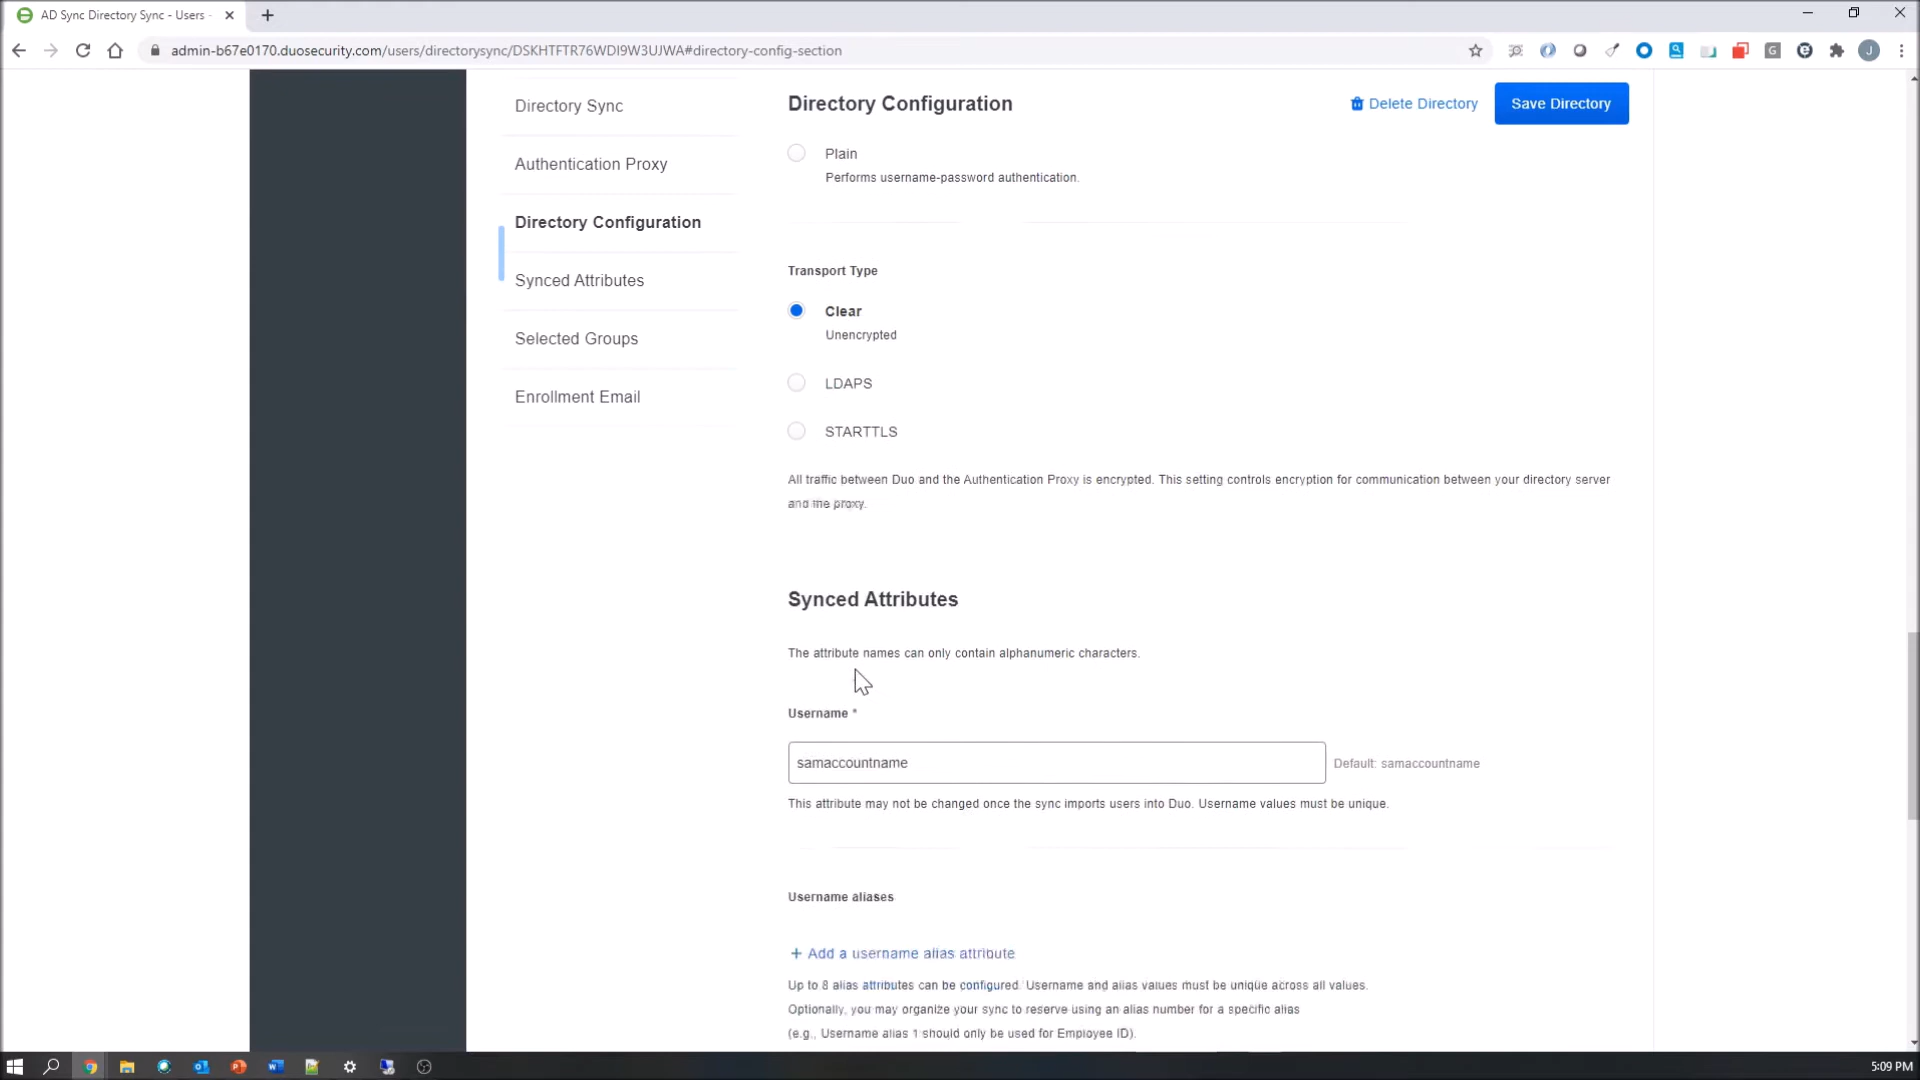 AD Sync Directory Sync - Users -
admin-b67e0170.duosecurity.com/users/directorysync/DSKHTFTR76WDI9W3UJWA#directory-config-section
Directory Sync
Authentication Proxy
Directory Configuration
Synced Attributes
Selected Groups
Enrollment Email
Directory Configuration
Delete Directory
Save Directory
Plain
Performs username-password authentication.
Transport Type
Clear
Unencrypted
LDAPS
STARTTLS
All traffic between Duo and the Authentication Proxy is encrypted. This setting controls encryption for communication between your directory server
and the proxy.
Synced Attributes
The attribute names can only contain alphanumeric characters.
Username *
samaccountname
Default: samaccountname
This attribute may not be changed once the sync imports users into Duo. Username values must be unique.
Username aliases
+ Add a username alias attribute
Up to 8 alias attributes can be configured. Username and alias values must be unique across all values.
Optionally, you may organize your sync to reserve using an alias number for a specific alias
(e.g., Username alias 1 should only be used for Employee ID).
5:09 PM